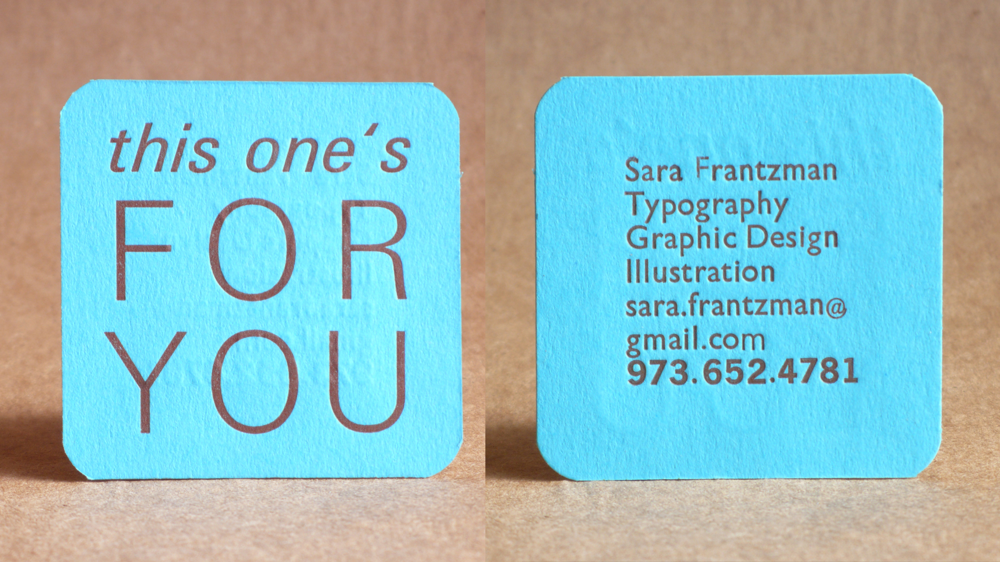 this one‘s
FOR
YOU
Sara Frantzman
Typography
Graphic Design
Illustration
sara.frantzman@
gmail.com
973.652.4781